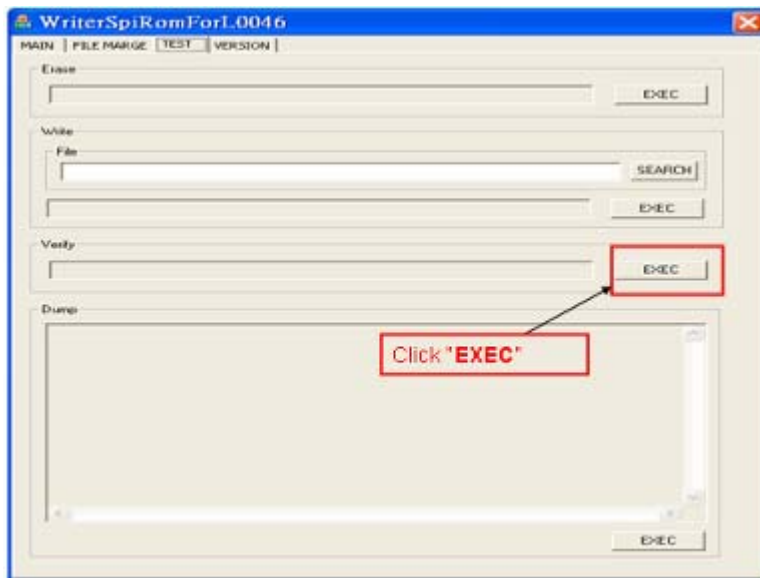 WriterSpiRomForL0046
MAIN FILE MARGE TEST VERSION
Erase
EXEC
Write
File
SEARCH
EXEC
Verify
EXEC
Dump
Click "EXEC"
EXEC